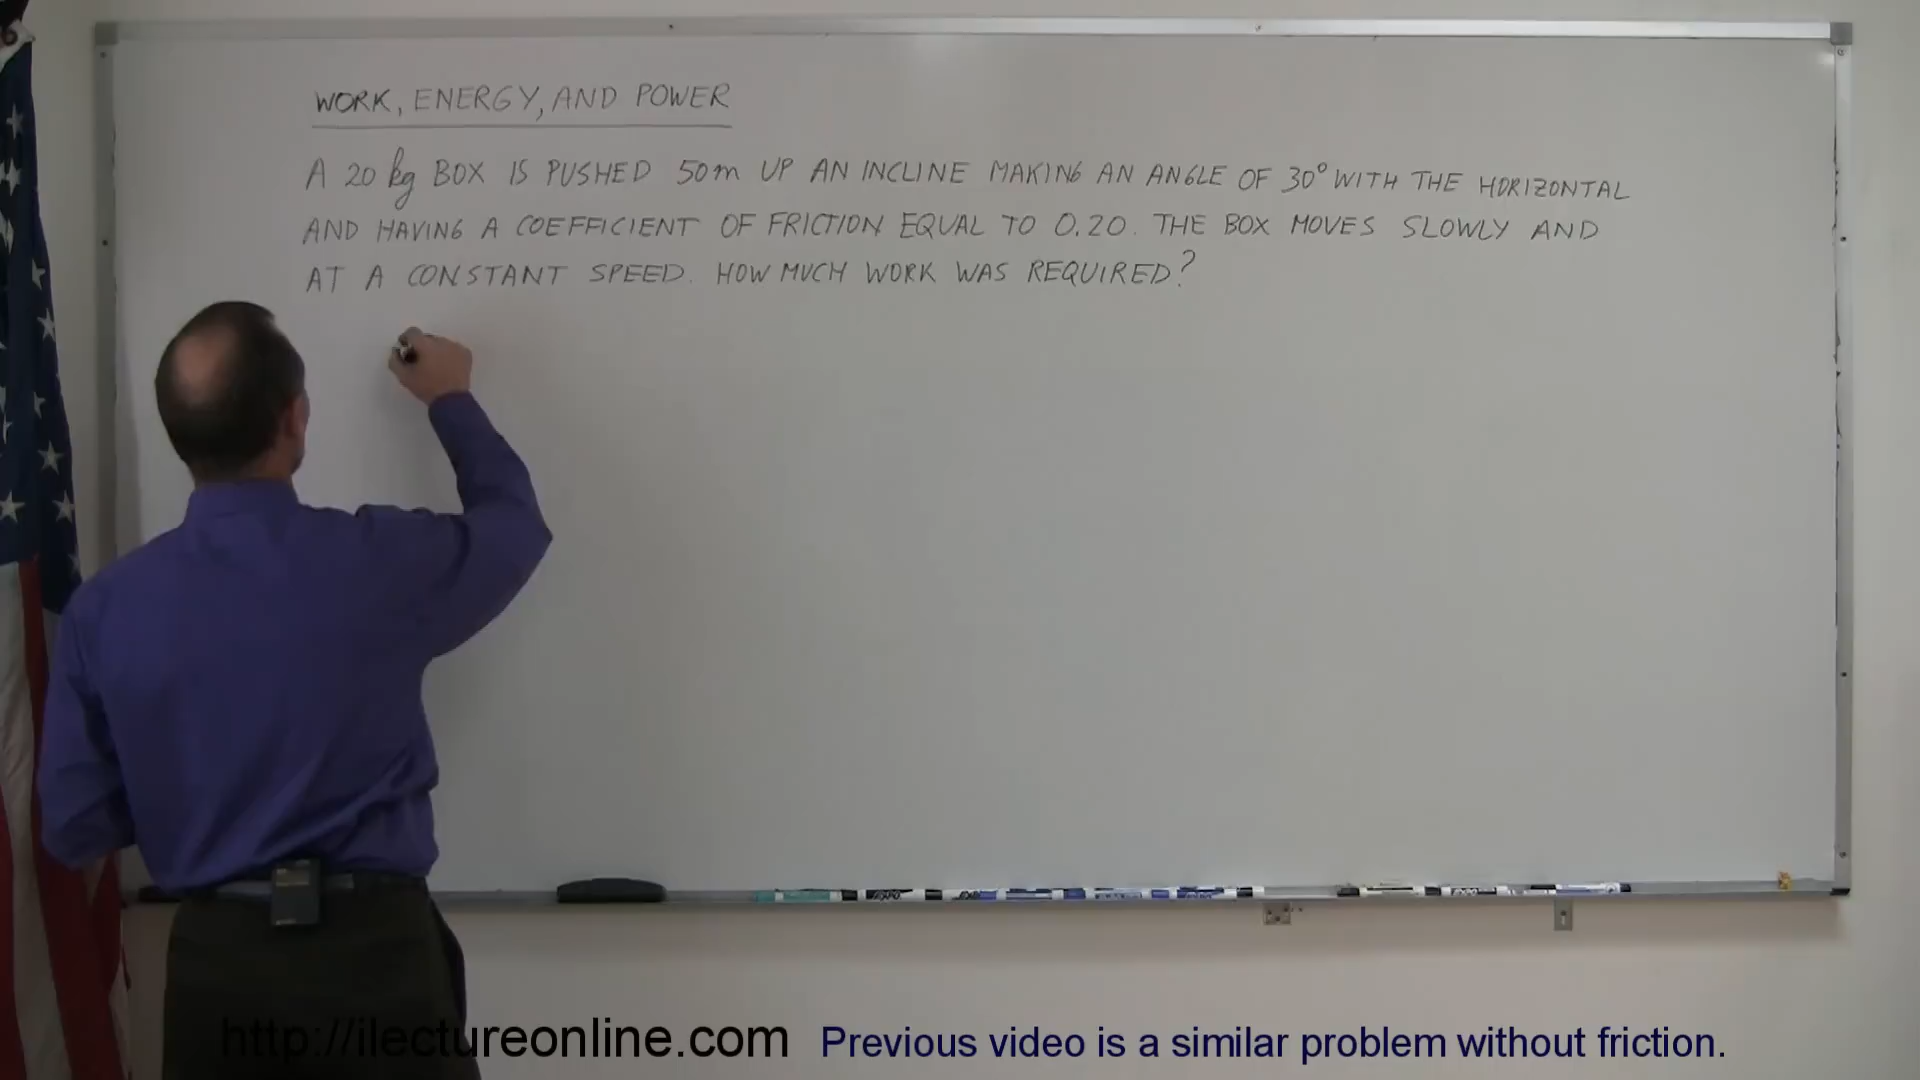 WORK, ENERGY, AND POWER
A 20 kg BOX IS PUSHED 50m UP AN INCLINE MAKING AN ANGLE OF 30° WITH THE HORIZONTAL
AND HAVING A COEFFICIENT OF FRICTION EQUAL TO 0.20. THE BOX MOVES SLOWLY AND
AT A CONSTANT SPEED. HOW MUCH WORK WAS REQUIRED?
EXPO
http://ilectureonline.com Previous video is a similar problem without friction.